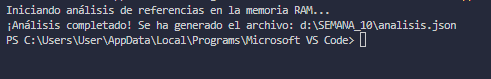 Iniciando análisis de referencias en la memoria RAM...
¡Análisis completado! Se ha generado el archivo: d:\SEMANA_10\analisis.json
PS C:\Users\User\AppData\Local\Programs\Microsoft VS Code>